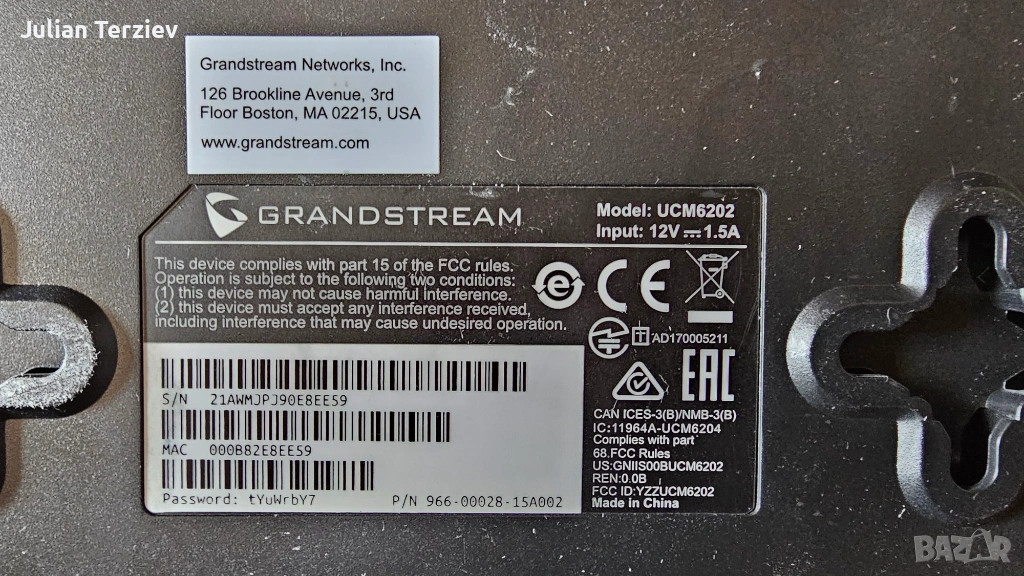 Julian Terziev
Grandstream Networks, Inc.
126 Brookline Avenue, 3rd
Floor Boston, MA 02215, USA
www.grandstream.com
GRANDSTREAM
Model: UCM6202
Input: 12V 1.5A
This device complies with part 15 of the FCC rules.
Operation is subject to the following two conditions:
(1) this device may not cause harmful interference.
(2) this device must accept any interference received,
including interference that may cause undesired operation.
CE
T AD170005211
EAC
S/N 21AWMJPJ90E8EE59
MAC 000B82E8EE59
Password: tYuWrbY7
P/N 966-00028-15A002
CAN ICES-3(B)/NMB-3(B)
IC:11964A-UCM6204
Complies with part
68.FCC Rules
US:GNIIS00BUCM6202
REN:0.0B
FCC ID:YZZUCM6202
Made in China
BAZAR